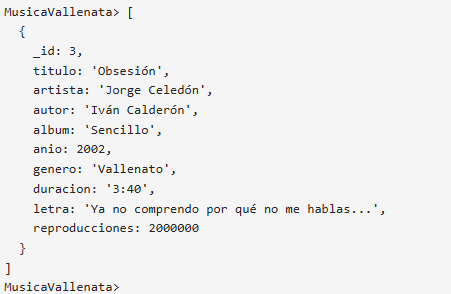 MusicaVallenata> [
  {
    _id: 3,
    titulo: 'Obsesión',
    artista: 'Jorge Celedón',
    autor: 'Iván Calderón',
    album: 'Sencillo',
    anio: 2002,
    genero: 'Vallenato',
    duracion: '3:40',
    letra: 'Ya no comprendo por qué no me hablas...',
    reproducciones: 2000000
  }
]
MusicaVallenata>